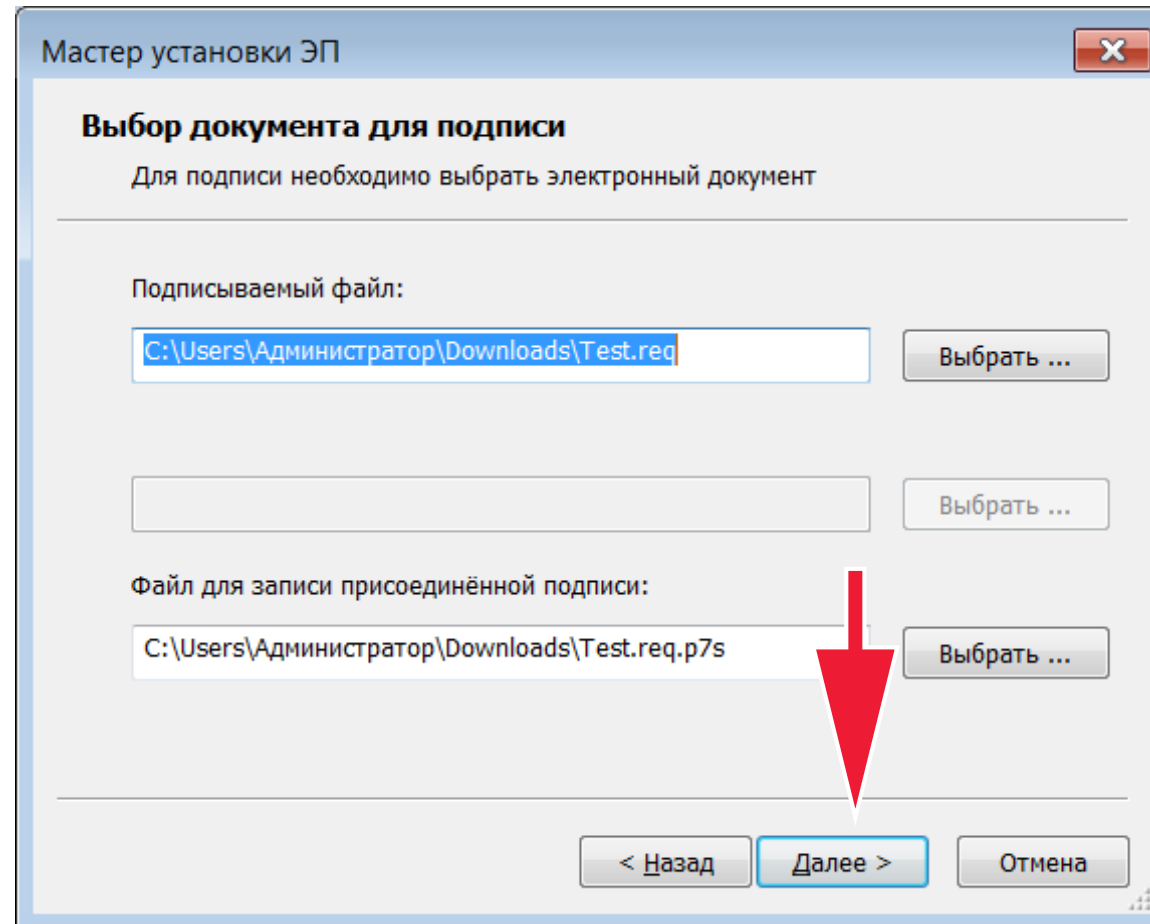 Мастер установки ЭП
Выбор документа для подписи
Для подписи необходимо выбрать электронный документ
Подписываемый файл:
C:\Users\Администратор\Downloads\Test.req
Выбрать ...
Выбрать ...
Файл для записи присоединённой подписи:
C:\Users\Администратор\Downloads\Test.req.p7s
Выбрать ...
< Назад
Далее >
Отмена